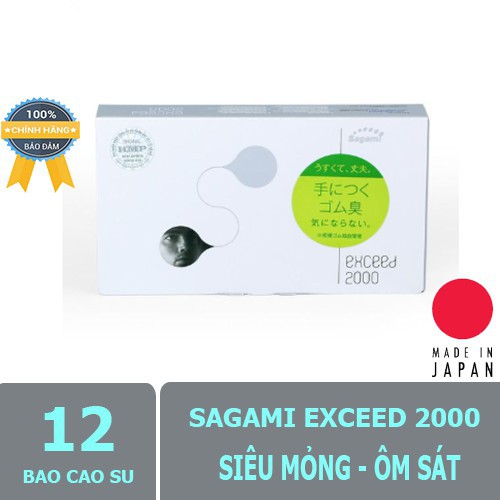 100%
CHÍNH HÃNG
BẢO ĐẢM
Sagami
うすくて、丈夫。
手につく
ゴム臭
気にならない。
exceed
2000
MADE IN
JAPAN
12
BAO CAO SU
SAGAMI EXCEED 2000
SIÊU MỎNG - ÔM SÁT